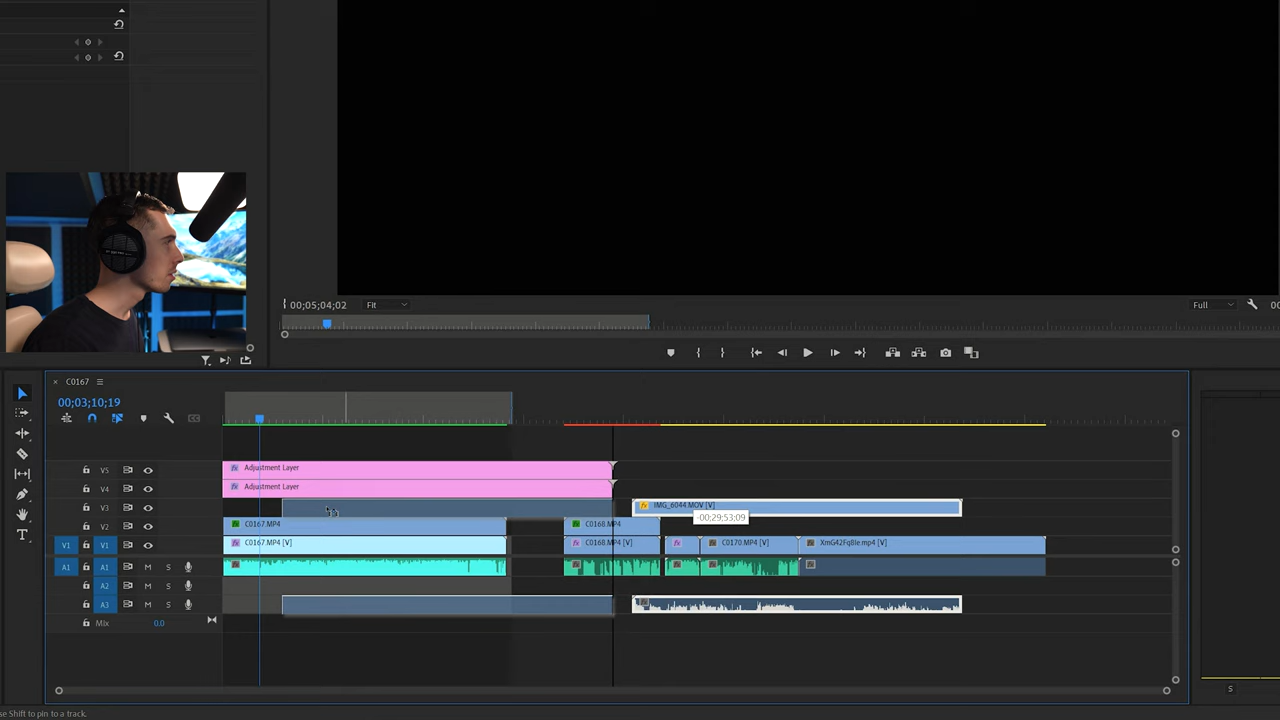 00;05;04;02
Fit
Full
00
× C0167
00;03;10;19
V5
Adjustment Layer
V4
Adjustment Layer
V3
IMG_6044.MOV [V]
-00;29;53;09
V2
C0167.MP4
C0168.MP4
V1 V1
C0167.MP4 [V]
C0168.MP4 [V]
C0170.MP4 [V]
A1 A1 M S
A2 M S
A3 M S
Mix 0.0
S
se Shift to pin to a track.